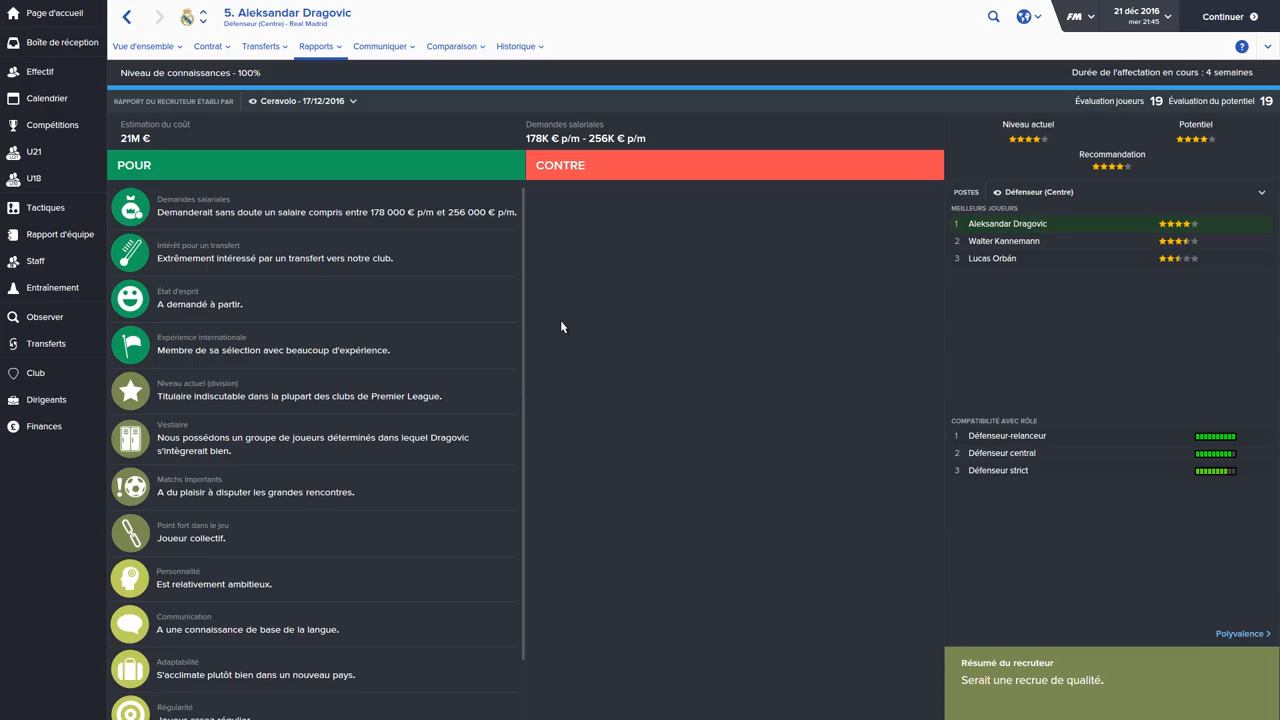 Page d'accueil
Boîte de réception
Effectif
Calendrier
Compétitions
U21
U21
U18
U18
Tactiques
Rapport d'équipe
Staff
Entraînement
Observer
Transferts
Club
Dirigeants
Finances
5. Aleksandar Dragovic
Défenseur (Centre) - Real Madrid
FM
21 déc 2016
mer 21:45
Continuer
Vue d'ensemble
Contrat
Transferts
Rapports
Communiquer
Comparaison
Historique
?
Niveau de connaissances - 100%
Durée de l'affectation en cours : 4 semaines
RAPPORT DU RECRUTEUR ÉTABLI PAR
Ceravolo - 17/12/2016
Évaluation joueurs 19 Évaluation du potentiel 19
Estimation du coût
21M €
Demandes salariales
178K € p/m - 256K € p/m
POUR
CONTRE
Demandes salariales
Demanderait sans doute un salaire compris entre 178 000 € p/m et 256 000 € p/m.
Intérêt pour un transfert
Extrêmement intéressé par un transfert vers notre club.
État d'esprit
A demandé à partir.
Expérience internationale
Membre de sa sélection avec beaucoup d'expérience.
Niveau actuel (division)
Titulaire indiscutable dans la plupart des clubs de Premier League.
Vestiaire
Nous possédons un groupe de joueurs déterminés dans lequel Dragovic
s'intègrerait bien.
Matchs importants
A du plaisir à disputer les grandes rencontres.
Point fort dans le jeu
Joueur collectif.
Personnalité
Est relativement ambitieux.
Communication
A une connaissance de base de la langue.
Adaptabilité
S'acclimate plutôt bien dans un nouveau pays.
Régularité
Joueur assez régulier.
Niveau actuel
Potentiel
Recommandation
POSTES
Défenseur (Centre)
MEILLEURS JOUEURS
1 Aleksandar Dragovic
2 Walter Kannemann
3 Lucas Orbán
COMPATIBILITÉ AVEC RÔLE
1 Défenseur-relanceur
2 Défenseur central
3 Défenseur strict
Polyvalence
Résumé du recruteur
Serait une recrue de qualité.